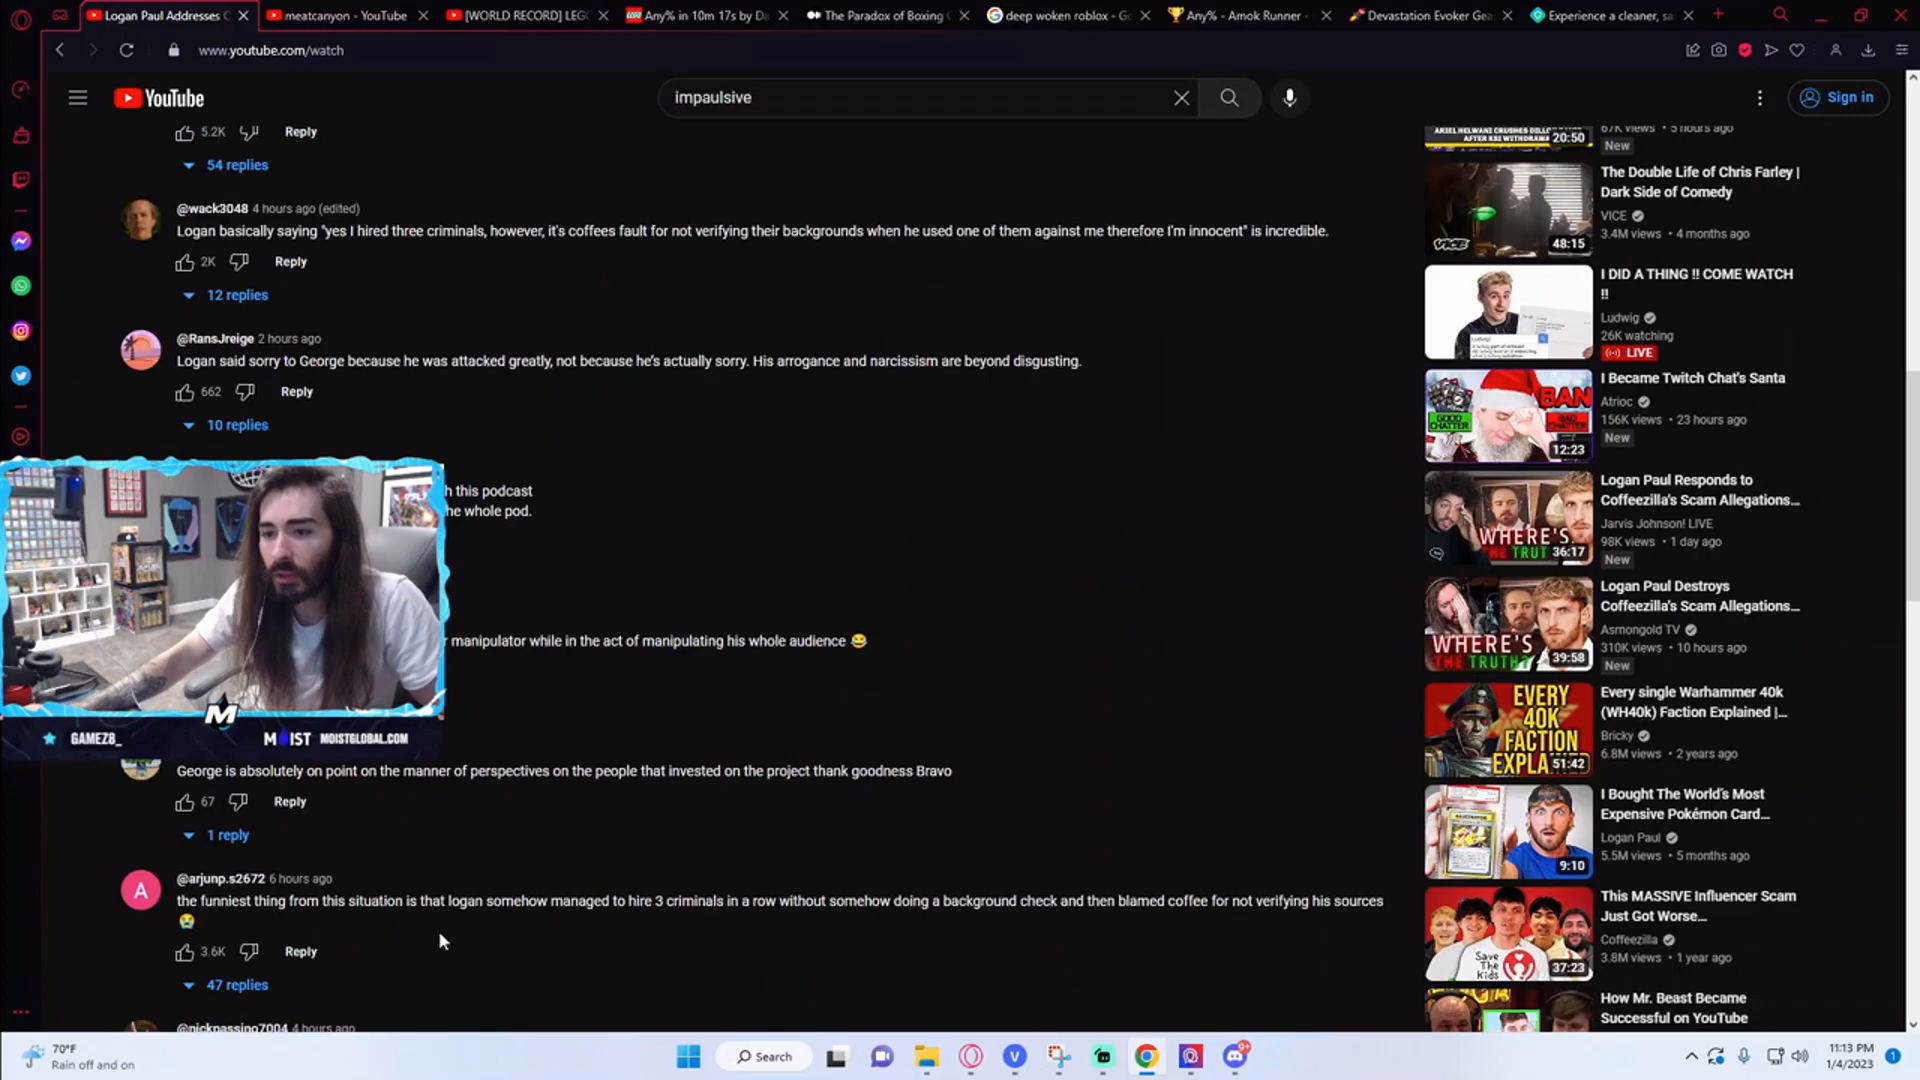 Logan Paul Addresses C
meatcanyon - YouTube
[WORLD RECORD] LEG
Any% in 10m 17s by Da
The Paradox of Boxing
deep woken roblox - G
Any% - Amok Runner -
Devastation Evoker Gea
Experience a cleaner, sa
www.youtube.com/watch
YouTube
impaulsive
Sign in
5.2K Reply
54 replies
@wack3048 4 hours ago (edited)
Logan basically saying "yes I hired three criminals, however, it's coffees fault for not verifying their backgrounds when he used one of them against me therefore I'm innocent" is incredible.
2K Reply
12 replies
@RansJreige 2 hours ago
Logan said sorry to George because he was attacked greatly, not because he's actually sorry. His arrogance and narcissism are beyond disgusting.
662 Reply
10 replies
h this podcast
he whole pod.
r manipulator while in the act of manipulating his whole audience 😂
M
GAMEZ8_
MOIST MOISTGLOBAL.COM
George is absolutely on point on the manner of perspectives on the people that invested on the project thank goodness Bravo
67 Reply
1 reply
A
@arjunp.s2672 6 hours ago
the funniest thing from this situation is that logan somehow managed to hire 3 criminals in a row without somehow doing a background check and then blamed coffee for not verifying his sources
😭
3.6K Reply
47 replies
@nickpassino7004 4 hours ago
ARIEL HELWANI CRUSHES
AFTER KSI WITHDRAWAL
20:50
67K views • 5 hours ago
New
VICE
48:15
The Double Life of Chris Farley |
Dark Side of Comedy
VICE
3.4M views • 4 months ago
I DID A THING !! COME WATCH
!!
Ludwig
26K watching
LIVE
GOOD
CHATTER
BAN
BAD
CHATTER
12:23
I Became Twitch Chat's Santa
Atrioc
156K views • 23 hours ago
New
WHERE'S
THE TRUT
36:17
Logan Paul Responds to
Coffeezilla's Scam Allegations...
Jarvis Johnson! LIVE
98K views • 1 day ago
New
WHERE'S
THE TRUTH?
39:58
Logan Paul Destroys
Coffeezilla's Scam Allegations...
Asmongold TV
310K views • 10 hours ago
New
EVERY
40K
FACTION
EXPLA
51:42
Every single Warhammer 40k
(WH40k) Faction Explained |...
Bricky
6.8M views • 2 years ago
9:10
I Bought The World's Most
Expensive Pokémon Card...
Logan Paul
5.5M views • 5 months ago
Save
The
Kids
37:23
This MASSIVE Influencer Scam
Just Got Worse...
Coffeezilla
3.8M views • 1 year ago
How Mr. Beast Became
Successful on YouTube
70°F
Rain off and on
Search
9+
11:13 PM
1/4/2023
1